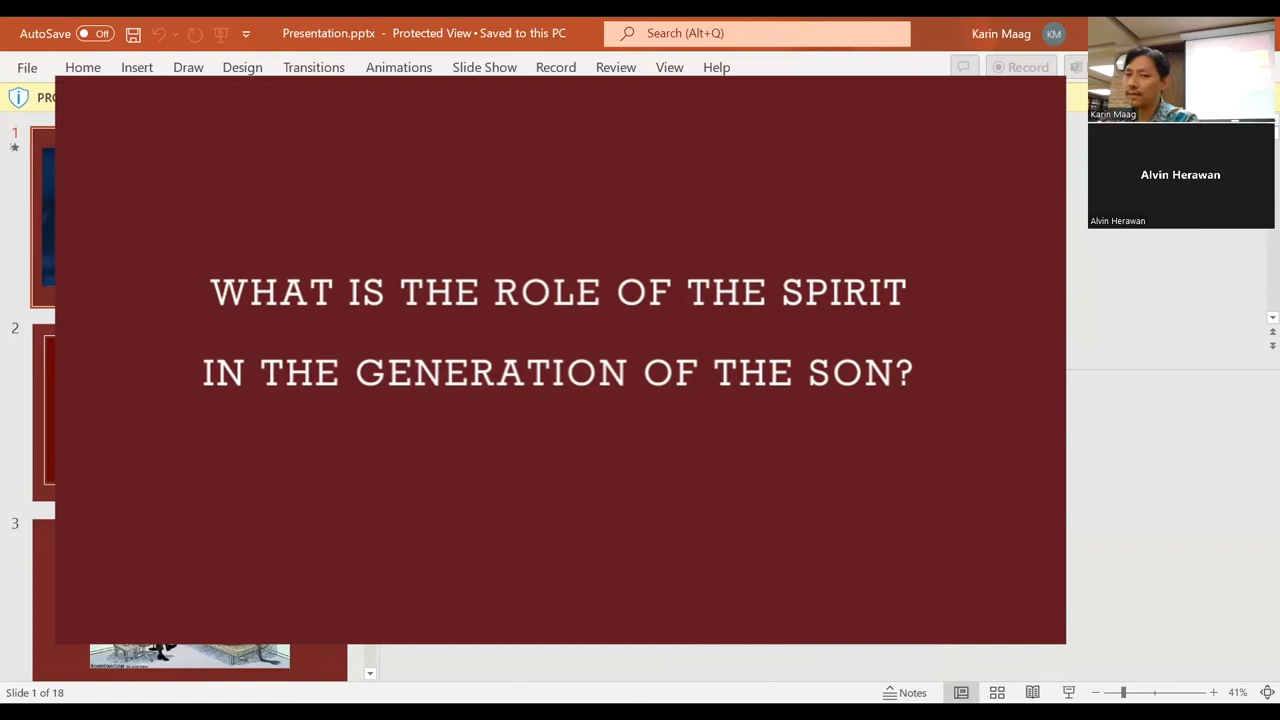 AutoSave Off Presentation.pptx - Protected View • Saved to this PC Search (Alt+Q) Karin Maag KM
File Home Insert Draw Design Transitions Animations Slide Show Record Review View Help Record
Karin Maag
PRO
1
Alvin Herawan
Alvin Herawan
WHAT IS THE ROLE OF THE SPIRIT
2
IN THE GENERATION OF THE SON?
3
Slide 1 of 18 Notes 41%